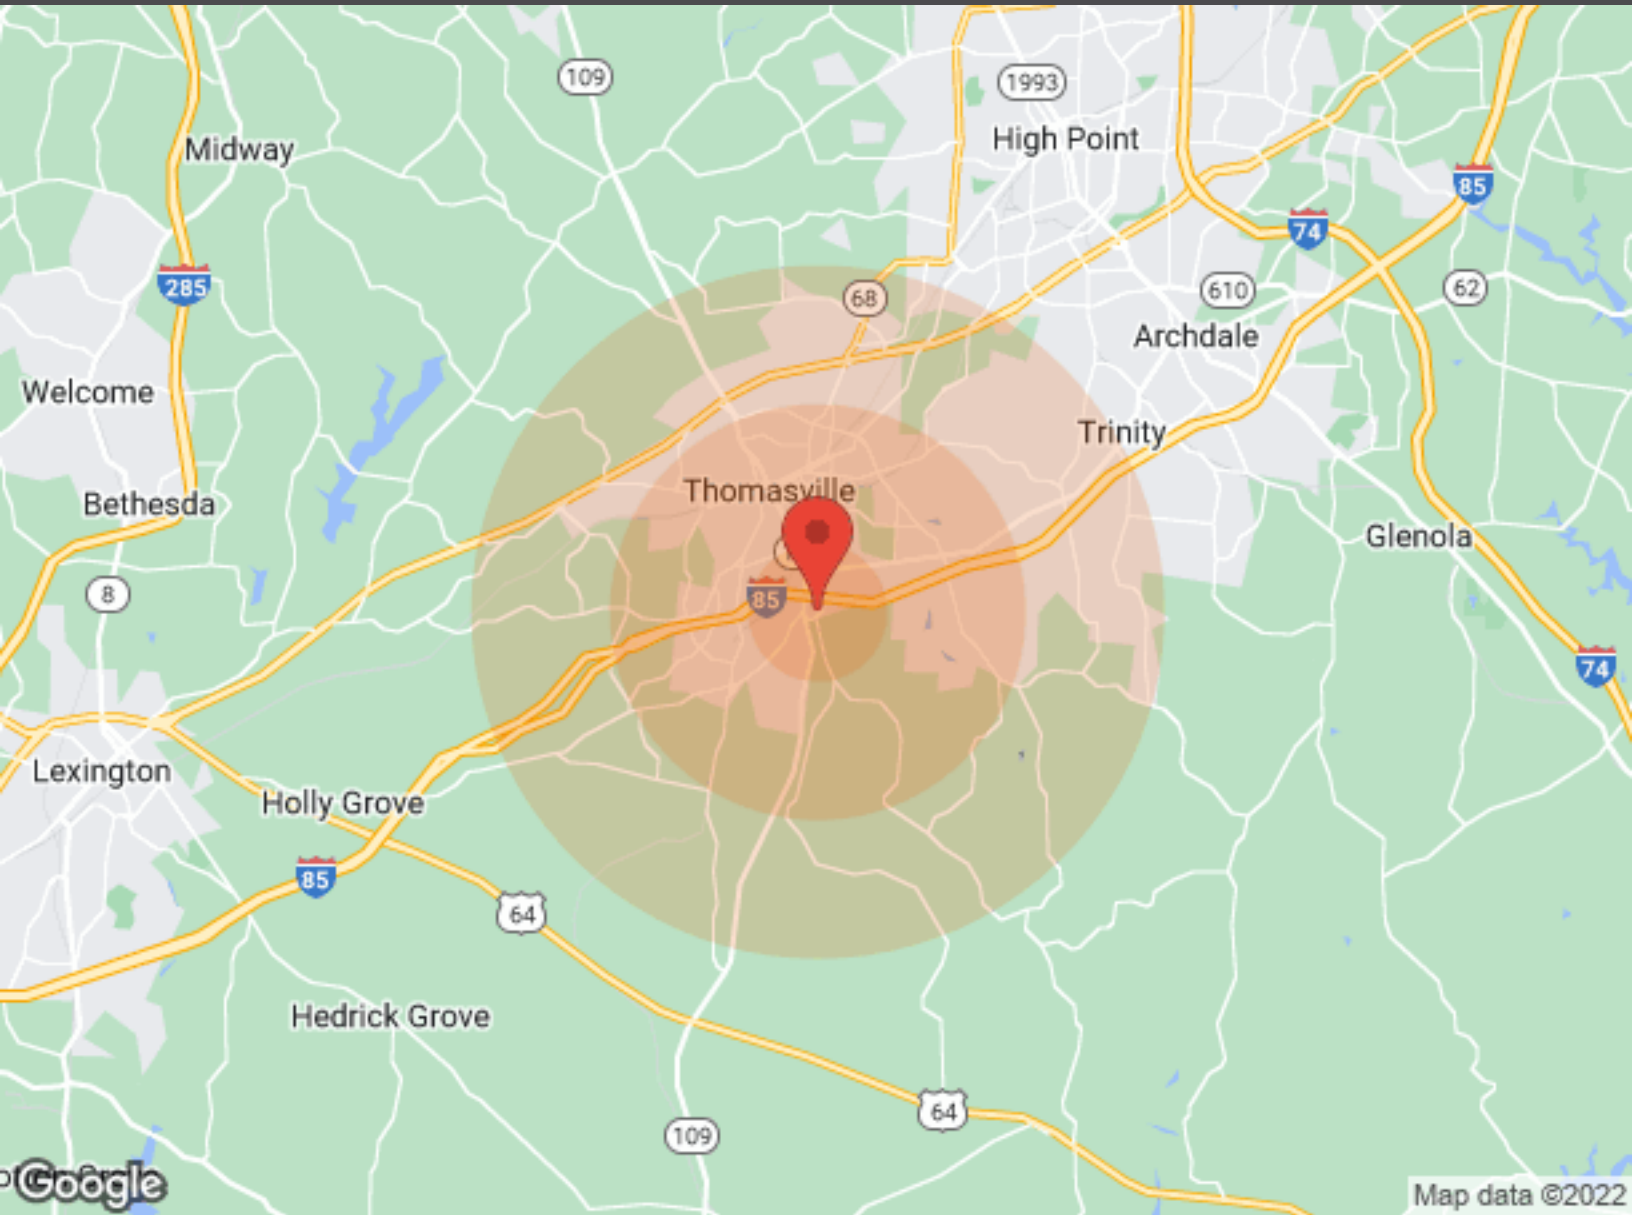 109
1993
High Point
Midway
85
74
285
68
610
62
Archdale
Welcome
Trinity
Thomasville
Bethesda
Glenola
8
85
74
Lexington
Holly Grove
85
64
Hedrick Grove
64
109
Google
Map data ©2022